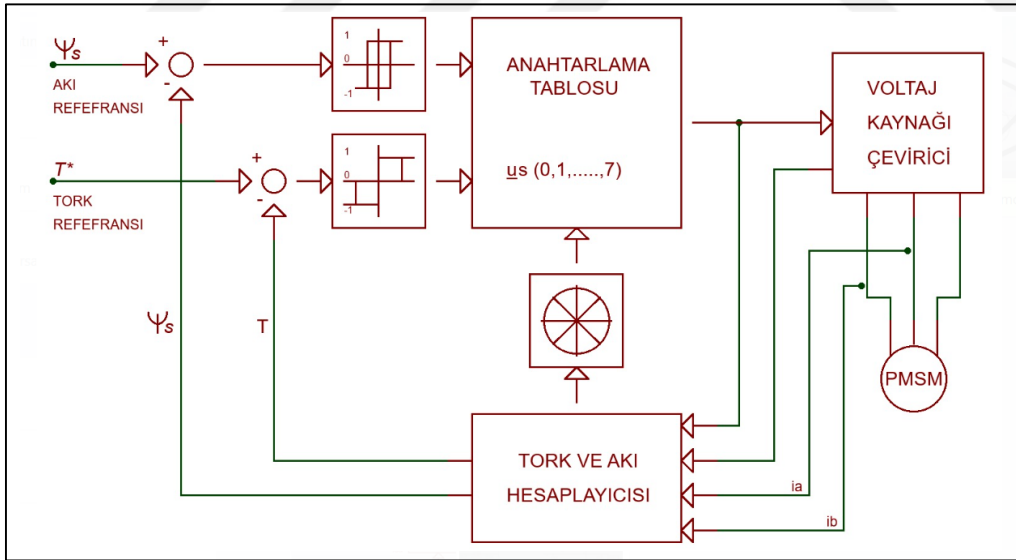 Ψs
+
-
AKI
REFEFRANSI
1
0
-1
ANAHTARLAMA
TABLOSU
us (0,1,.....,7)
VOLTAJ
KAYNAĞI
ÇEVİRİCİ
T*
+
-
TORK
REFEFRANSI
1
0
-1
Ψs
T
PMSM
TORK VE AKI
HESAPLAYICISI
ia
ib